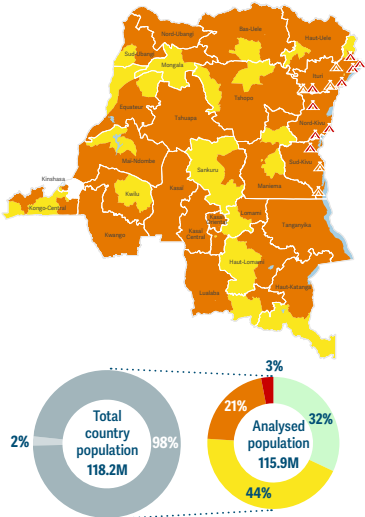 Nord-Ubangi
Bas-Uele
Haut-Uele
Sud-Ubangi
Mongala
Ituri
Tshopo
Equateur
Tshuapa
Nord-Kivu
Mai-Ndombe
Sankuru
Sud-Kivu
Kinshasa
Maniema
Kwilu
Kasai
Kongo-Central
Kasai
Oriental
Lomami
Tanganyika
Kwango
Kasai
Central
Haut-Lomami
Lualaba
Haut-Katanga
3%
2%
Total
country
population
118.2M
98%
21%
Analysed
population
115.9M
32%
44%